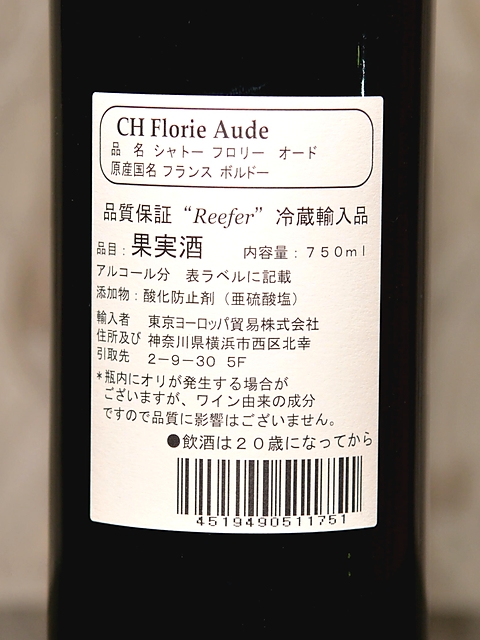 CH Florie Aude
品 名 シャトー フロリー オード
原産国名 フランス ボルドー
品質保証 “Reefer” 冷蔵輸入品
品目：果実酒 内容量：750ml
アルコール分 表ラベルに記載
添加物：酸化防止剤（亜硫酸塩）
輸入者 東京ヨーロッパ貿易株式会社
住所及び 神奈川県横浜市西区北幸
引取先 2-9-30 5F
＊瓶内にオリが発生する場合が
ございますが、ワイン由来の成分
ですので品質に影響はございません。
●飲酒は20歳になってから
4519490511751